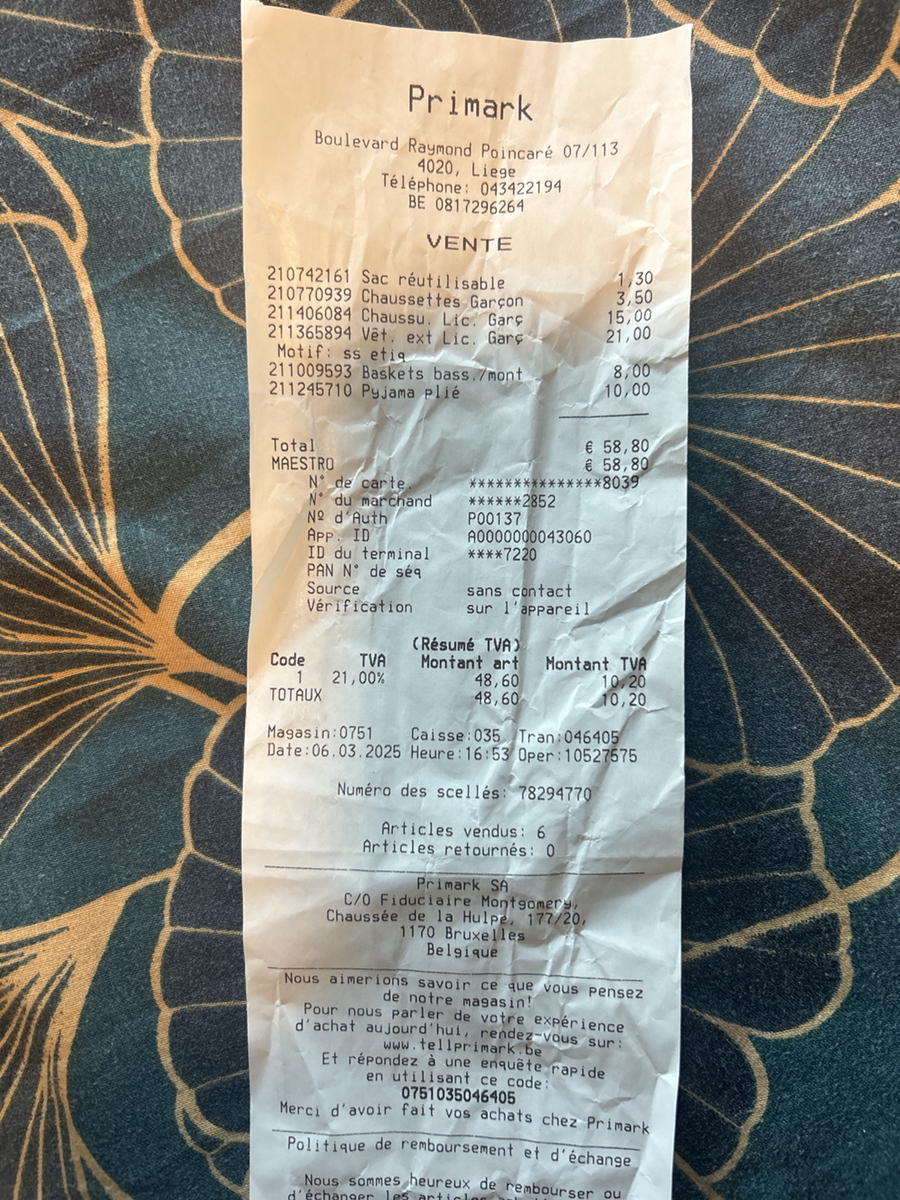 Primark
Boulevard Raymond Poincaré 07/113
4020, Liege
Téléphone: 043422194
BE 0817296264
VENTE
210742161 Sac réutilisable 1,30
210770939 Chaussettes Garçon 3,50
211406084 Chaussu. Lic. Garç 15,00
211365894 Vêt. ext Lic. Garç 21,00
Motif: ss etiq
211009593 Baskets bass./mont 8,00
211245710 Pyjama plié 10,00
Total € 58,80
MAESTRO € 58,80
N° de carte. ***************8039
N° du marchand ******2852
Nº d'Auth P00137
App. ID A0000000043060
ID du terminal ****7220
PAN N° de séq
Source sans contact
Vérification sur l'appareil
(Résumé TVA)
Code TVA Montant art Montant TVA
1 21,00% 48,60 10,20
TOTAUX 48,60 10,20
Magasin:0751 Caisse:035 Tran:046405
Date:06.03.2025 Heure:16:53 Oper:10527575
Numéro des scellés: 78294770
Articles vendus: 6
Articles retournés: 0
Primark SA
C/O Fiduciaire Montgomery,
Chaussée de la Hulpe, 177/20,
1170 Bruxelles
Belgique
Nous aimerions savoir ce que vous pensez
de notre magasin!
Pour nous parler de votre expérience
d'achat aujourd'hui, rendez-vous sur:
www.tellprimark.be
Et répondez à une enquête rapide
en utilisant ce code:
0751035046405
Merci d'avoir fait vos achats chez Primark
Politique de remboursement et d'échange
Nous sommes heureux de rembourser ou
d'échanger les articles